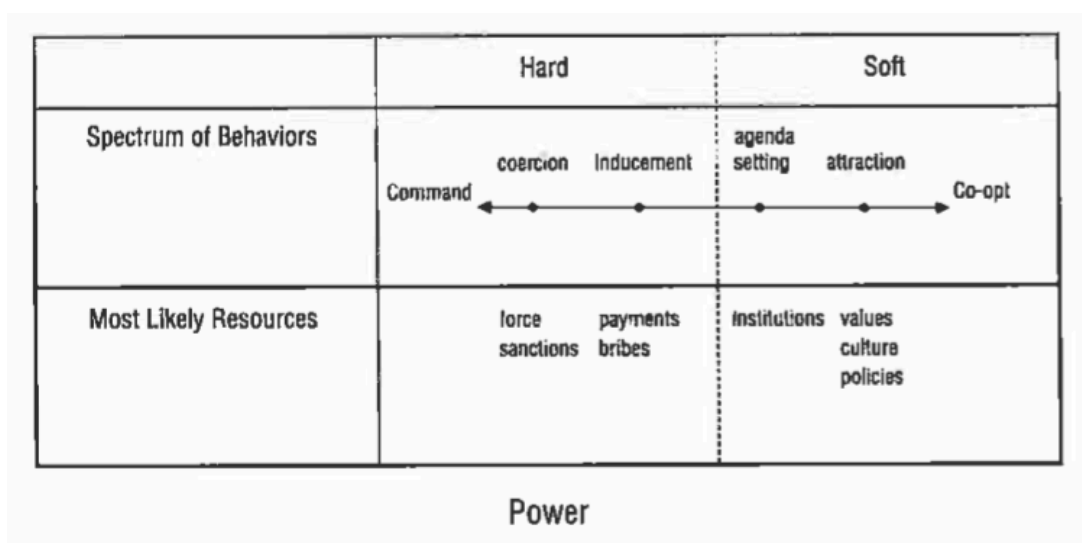 Hard Soft
Spectrum of Behaviors
agenda
coercion Inducement setting attraction
Command Co-opt
Most Likely Resources
force payments institutions values
sanctions bribes culture
policies
Power